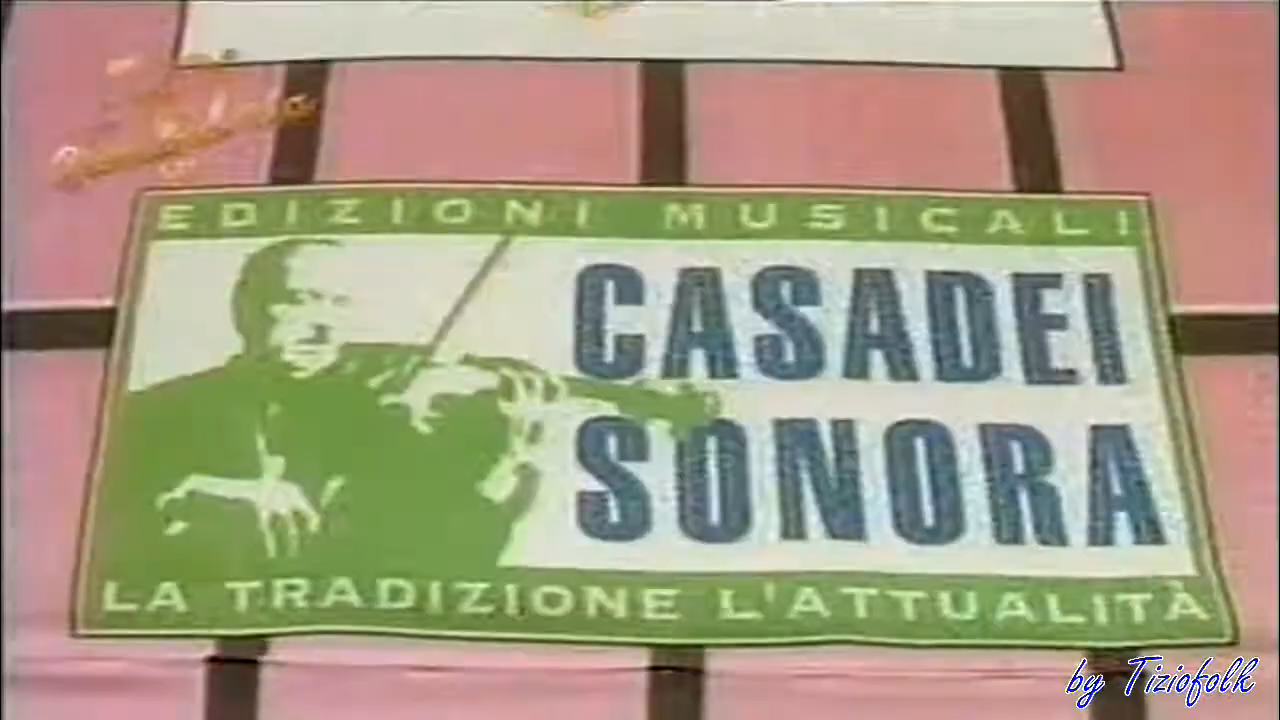 EDIZIONI MUSICALI
CASADEI
SONORA
LA TRADIZIONE L'ATTUALITÀ
by Tiziofolk